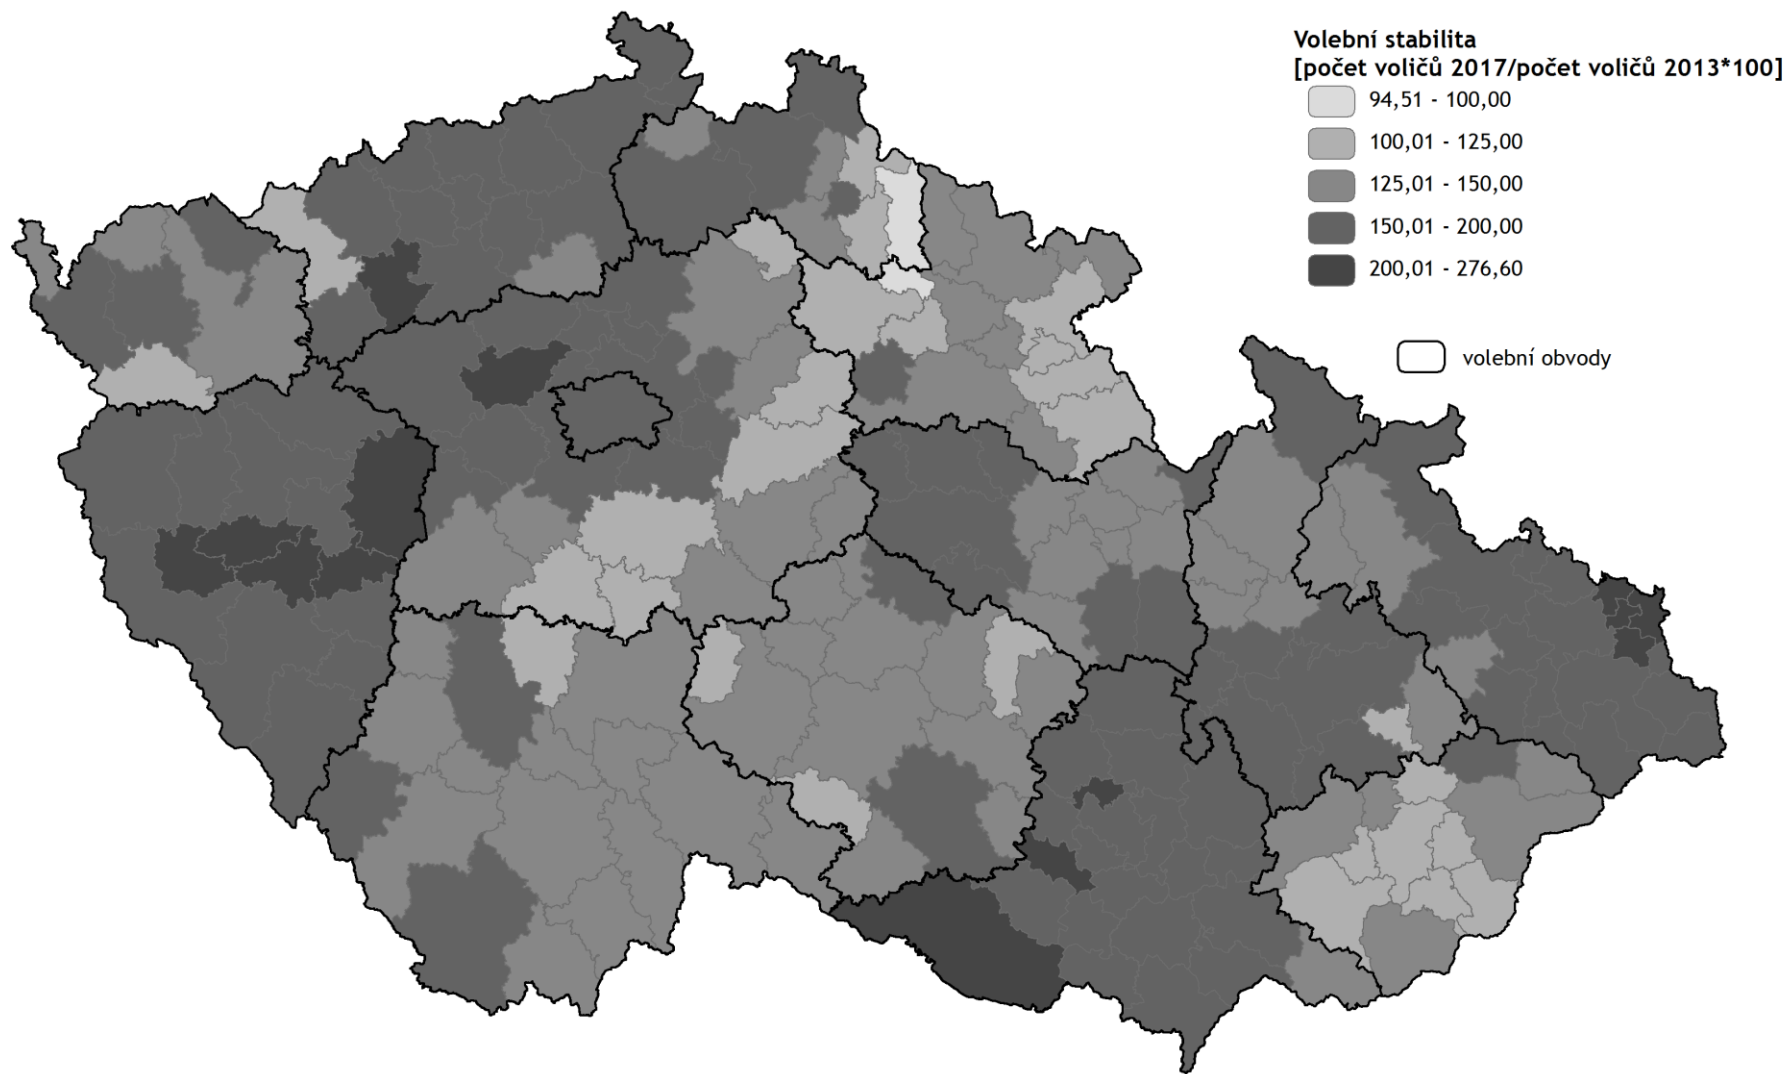 Volební stabilita
[počet voličů 2017/počet voličů 2013*100]
94,51 - 100,00
100,01 - 125,00
125,01 - 150,00
150,01 - 200,00
200,01 - 276,60
volební obvody